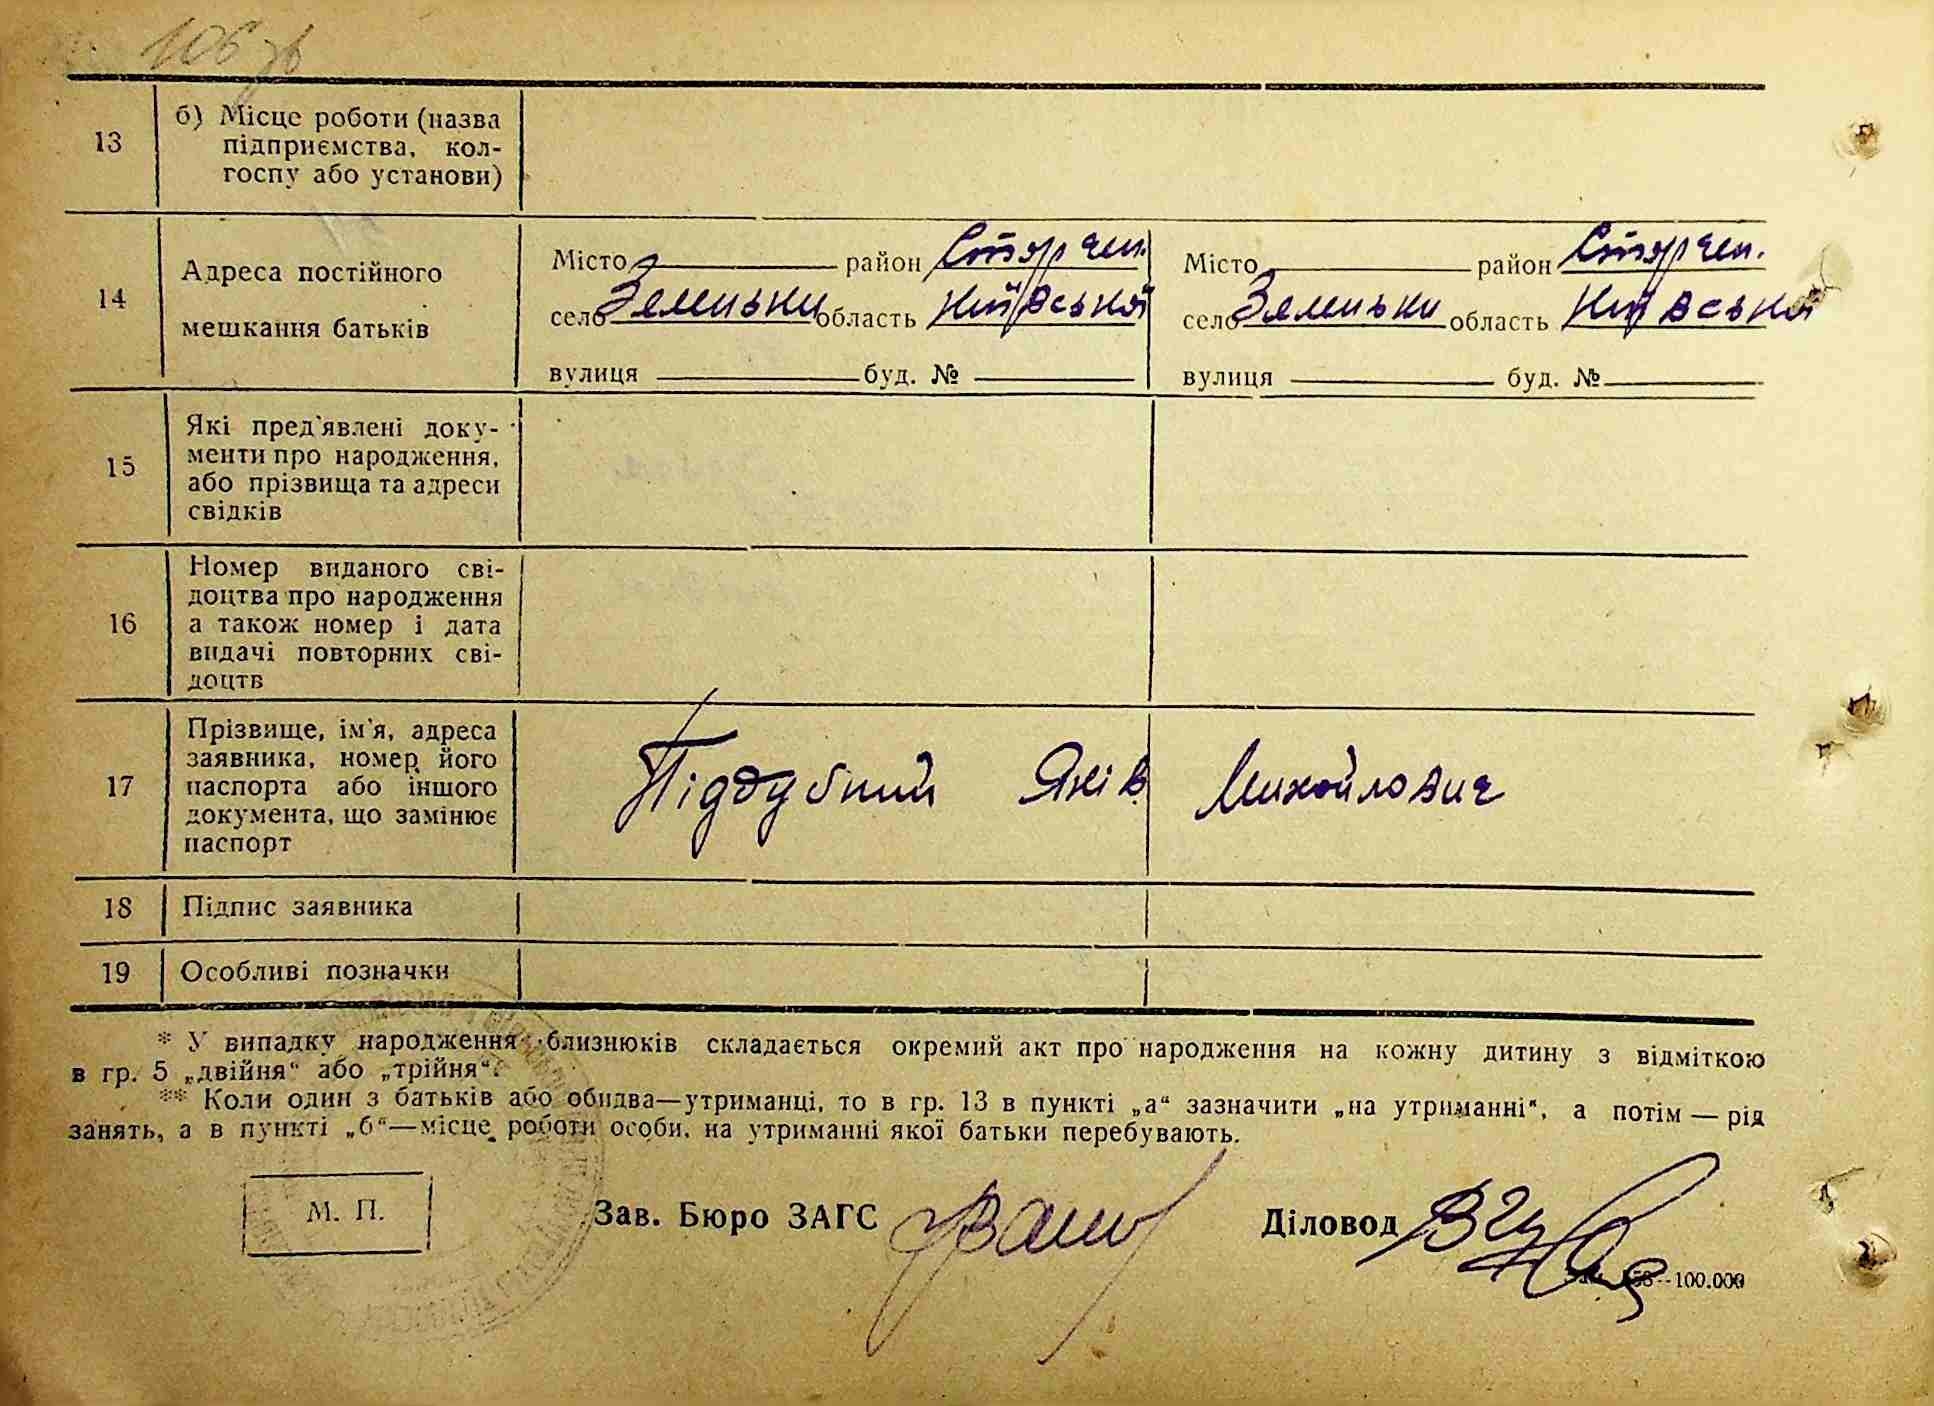 106 зв
13
б) Місце роботи (назва
підприємства, кол-
госпу або установи)
14
Адреса постійного
мешкання батьків
Місто район
село Зеленьки область Київської
вулиця буд. №
Місто район
село Зеленьки область Київської
вулиця буд. №
15
Які пред'явлені доку-
менти про народження,
або прізвища та адреси
свідків
16
Номер виданого сві-
доцтва про народження
а також номер і дата
видачі повторних сві-
доцтв
17
Прізвище, ім'я, адреса
заявника, номер його
паспорта або іншого
документа, що замінює
паспорт
Піддубний Яків Михойлович
18
Підпис заявника
19
Особливі позначки
* У випадку народження близнюків складається окремий акт про народження на кожну дитину з відміткою
в гр. 5 „двійня“ або „трійня“.
** Коли один з батьків або обидва—утриманці, то в гр. 13 в пункті „а“ зазначити „на утриманні“, а потім — рід
занять, а в пункті „б“—місце роботи особи, на утриманні якої батьки перебувають.
М. П.
Зав. Бюро ЗАГС
Діловод
100.000